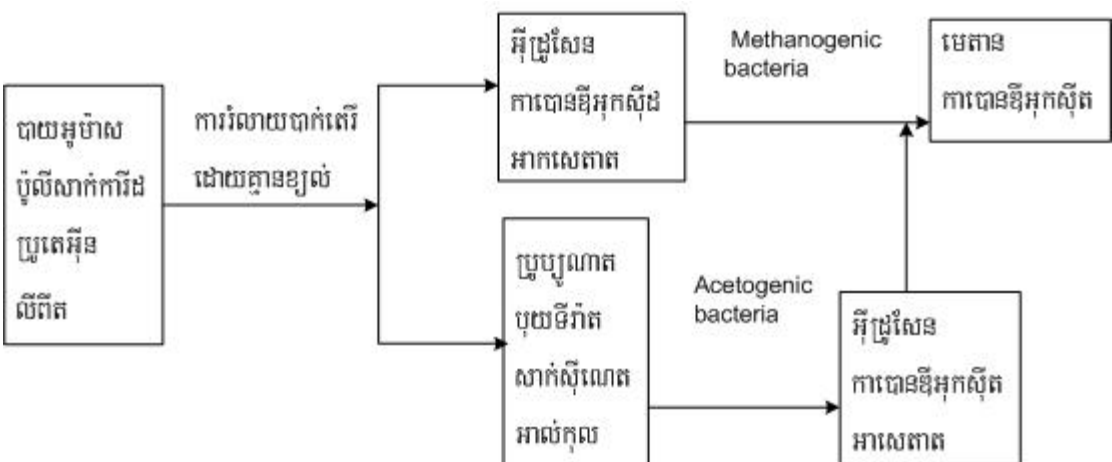 បាយអូម៉ាស
ប៉ូលីសាក់ការីដ
ប្រូតេអ៊ីន
លីពីត
ការរំលាយបាក់តេរី
ដោយគ្មានខ្យល់
អ៊ីដ្រូសែន
កាបោនឌីអុកស៊ីដ
អាកសេតាត
Methanogenic
bacteria
មេតាន
កាបោនឌីអុកស៊ីត
ប្រូប្យូណាត
បុយទីរ៉ាត
សាក់ស៊ីណេត
អាល់កុល
Acetogenic
bacteria
អ៊ីដ្រូសែន
កាបោនឌីអុកស៊ីត
អាសេតាត